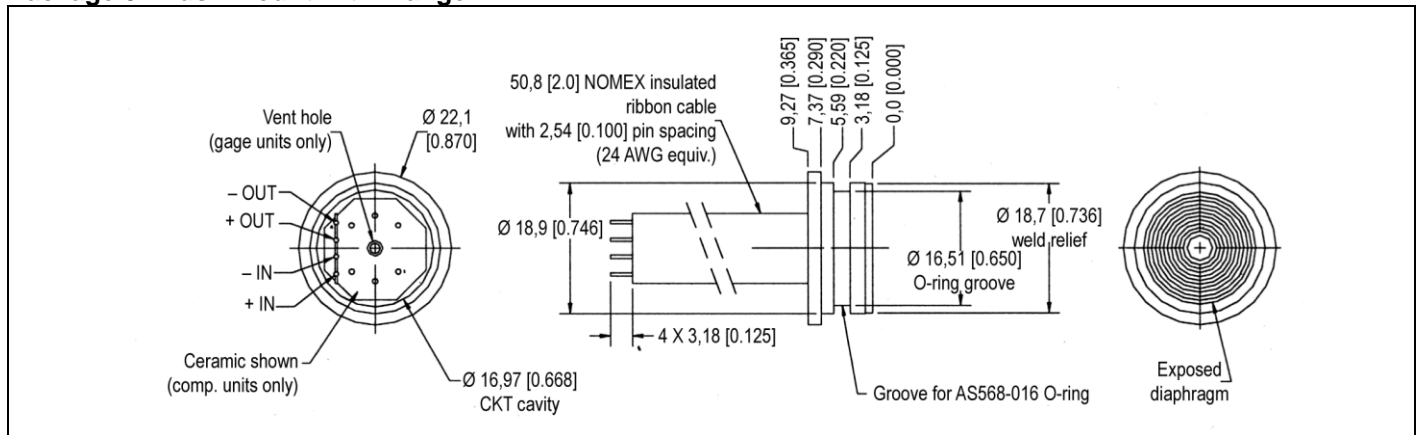 Vent hole
(gage units only)
Ø 22,1
[0.870]
– OUT
+ OUT
– IN
+ IN
Ceramic shown
(comp. units only)
Ø 16,97 [0.668]
CKT cavity
50,8 [2.0] NOMEX insulated
ribbon cable
with 2,54 [0.100] pin spacing
(24 AWG equiv.)
9,27 [0.365]
7,37 [0.290]
5,59 [0.220]
3,18 [0.125]
0,0 [0.000]
Ø 18,9 [0.746]
4 X 3,18 [0.125]
Ø 18,7 [0.736]
weld relief
Ø 16,51 [0.650]
O-ring groove
Groove for AS568-016 O-ring
Exposed
diaphragm